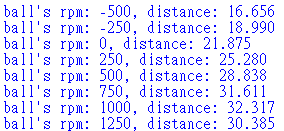 ball's rpm: -500, distance: 16.656
ball's rpm: -250, distance: 18.990
ball's rpm: 0, distance: 21.875
ball's rpm: 250, distance: 25.280
ball's rpm: 500, distance: 28.838
ball's rpm: 750, distance: 31.611
ball's rpm: 1000, distance: 32.317
ball's rpm: 1250, distance: 30.385